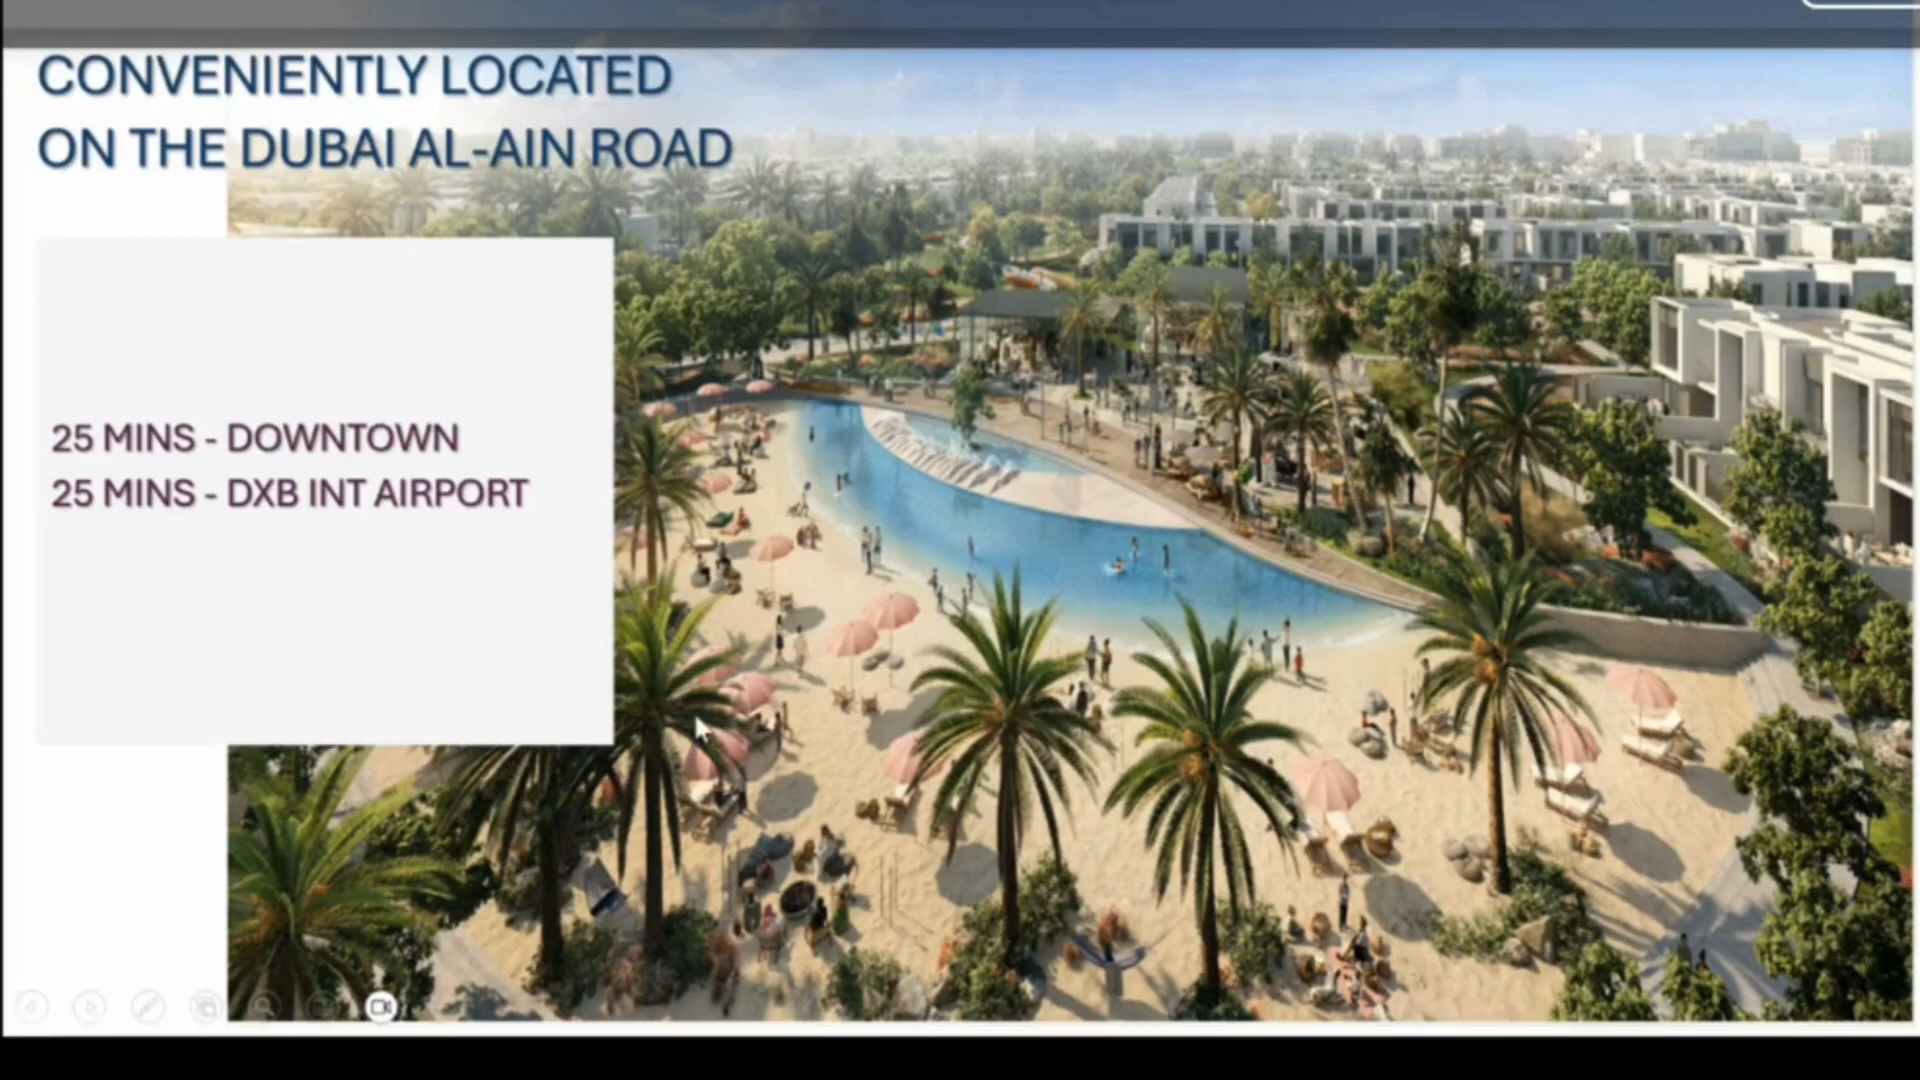 CONVENIENTLY LOCATED
ON THE DUBAI AL-AIN ROAD
25 MINS - DOWNTOWN
25 MINS - DXB INT AIRPORT